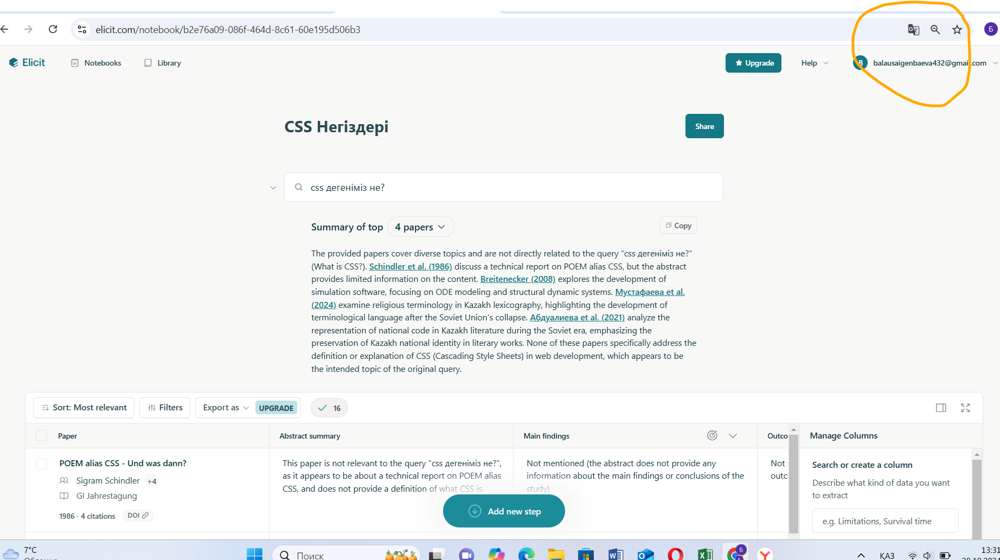 elicit.com/notebook/b2e76a09-086f-464d-8c61-60e195d506b3
Б
Elicit
Notebooks
Library
Upgrade
Help
B
balausaigenbaeva432@gmail.com
CSS Негіздері
Share
css дегеніміз не?
Summary of top
4 papers
Copy
The provided papers cover diverse topics and are not directly related to the query "css дегеніміз не?"
(What is CSS?). Schindler et al. (1986) discuss a technical report on POEM alias CSS, but the abstract
provides limited information on the content. Breitenecker (2008) explores the development of
simulation software, focusing on ODE modeling and structural dynamic systems. Мустафаева et al.
(2024) examine religious terminology in Kazakh lexicography, highlighting the development of
terminological language after the Soviet Union's collapse. Абдуалиева et al. (2021) analyze the
representation of national code in Kazakh literature during the Soviet era, emphasizing the
preservation of Kazakh national identity in literary works. None of these papers specifically address the
definition or explanation of CSS (Cascading Style Sheets) in web development, which appears to be
the intended topic of the original query.
Sort: Most relevant
Filters
Export as
UPGRADE
16
Paper
Abstract summary
Main findings
Outco
Manage Columns
POEM alias CSS - Und was dann?
Sigram Schindler +4
GI Jahrestagung
1986 · 4 citations
DOI
This paper is not relevant to the query "css дегеніміз не?",
as it appears to be about a technical report on POEM alias
CSS, and does not provide a definition of what CSS is.
Not mentioned (the abstract does not provide any
information about the main findings or conclusions of the
study)
Not
outc
Search or create a column
Describe what kind of data you want
to extract
e.g. Limitations, Survival time
Add new step
7°C
Поиск
ҚАЗ